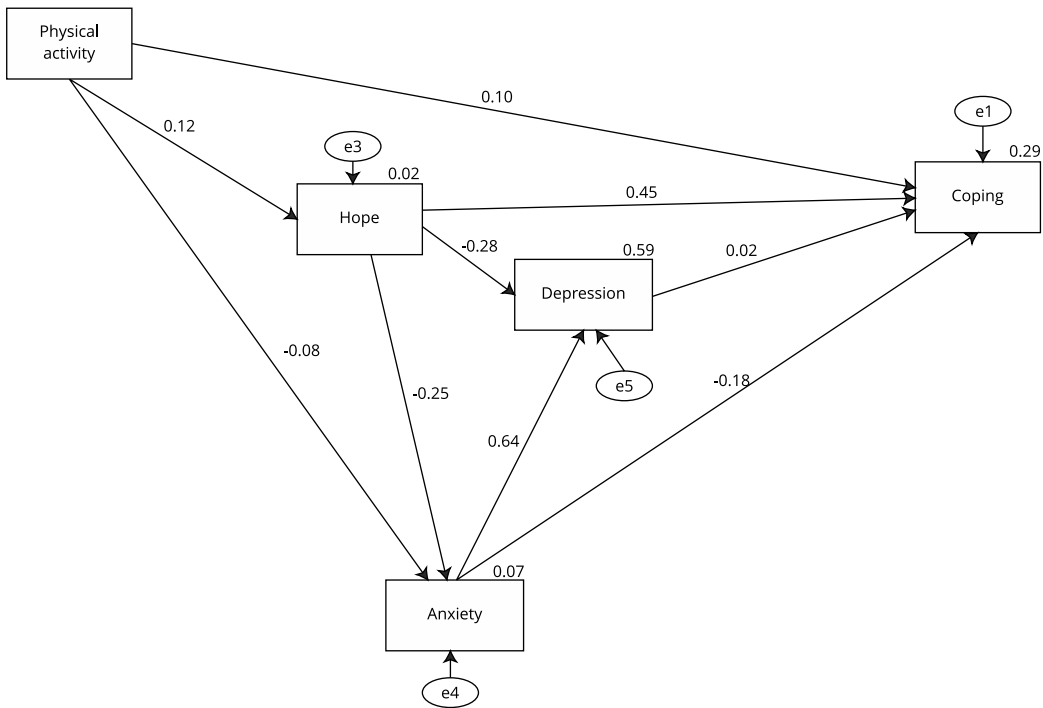 Physical
activity
0.10
e1
0.12
e3
0.29
0.02
0.45
Coping
Hope
-0.28
0.59
0.02
Depression
-0.08
-0.18
e5
-0.25
0.64
0.07
Anxiety
e4